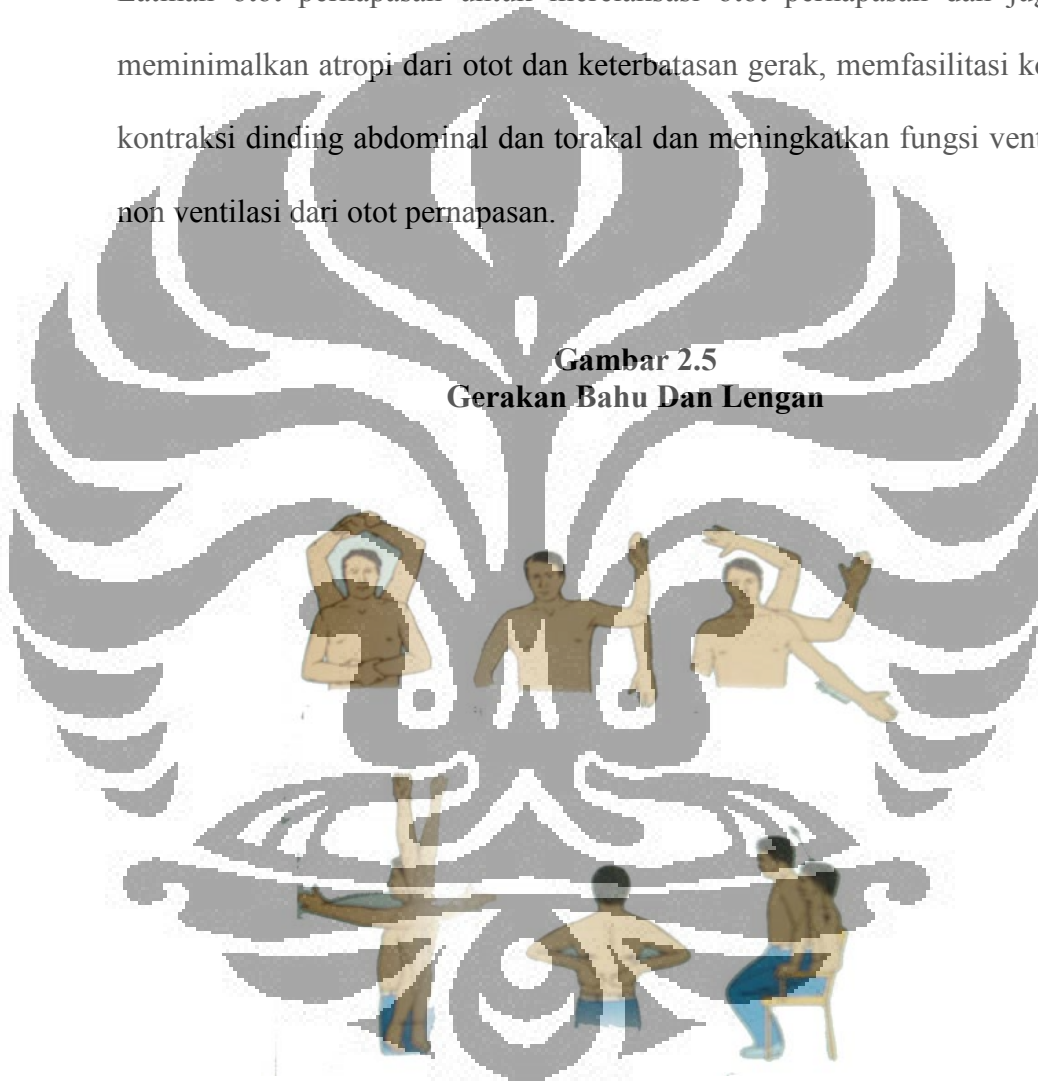 meminimalkan atropi dari otot dan keterbatasan gerak, memfasilitasi
kontraksi dinding abdominal dan torakal dan meningkatkan fungsi
non ventilasi dari otot pernapasan.
Gambar 2.5
Gerakan Bahu Dan Lengan